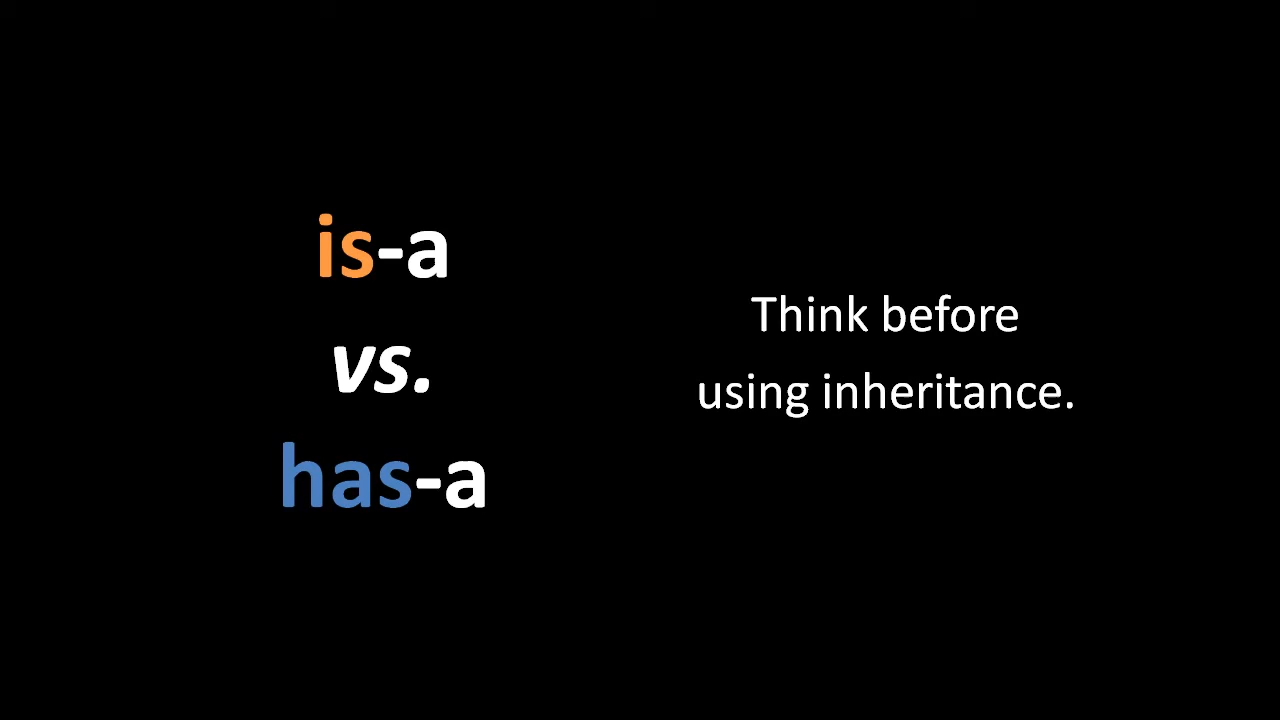 is-a
vs.
has-a
Think before
using inheritance.